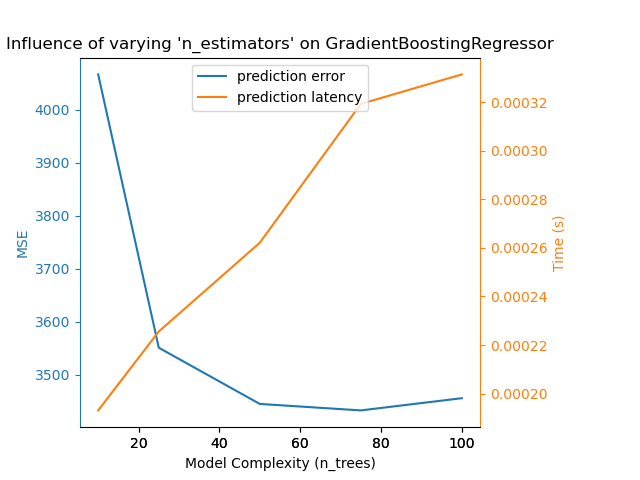 Influence of varying 'n_estimators' on GradientBoostingRegressor
prediction error
prediction latency
4000
3900
3800
3700
3600
3500
MSE
0.00032
0.00030
0.00028
0.00026
0.00024
0.00022
0.00020
Time (s)
20 40 60 80 100
Model Complexity (n_trees)